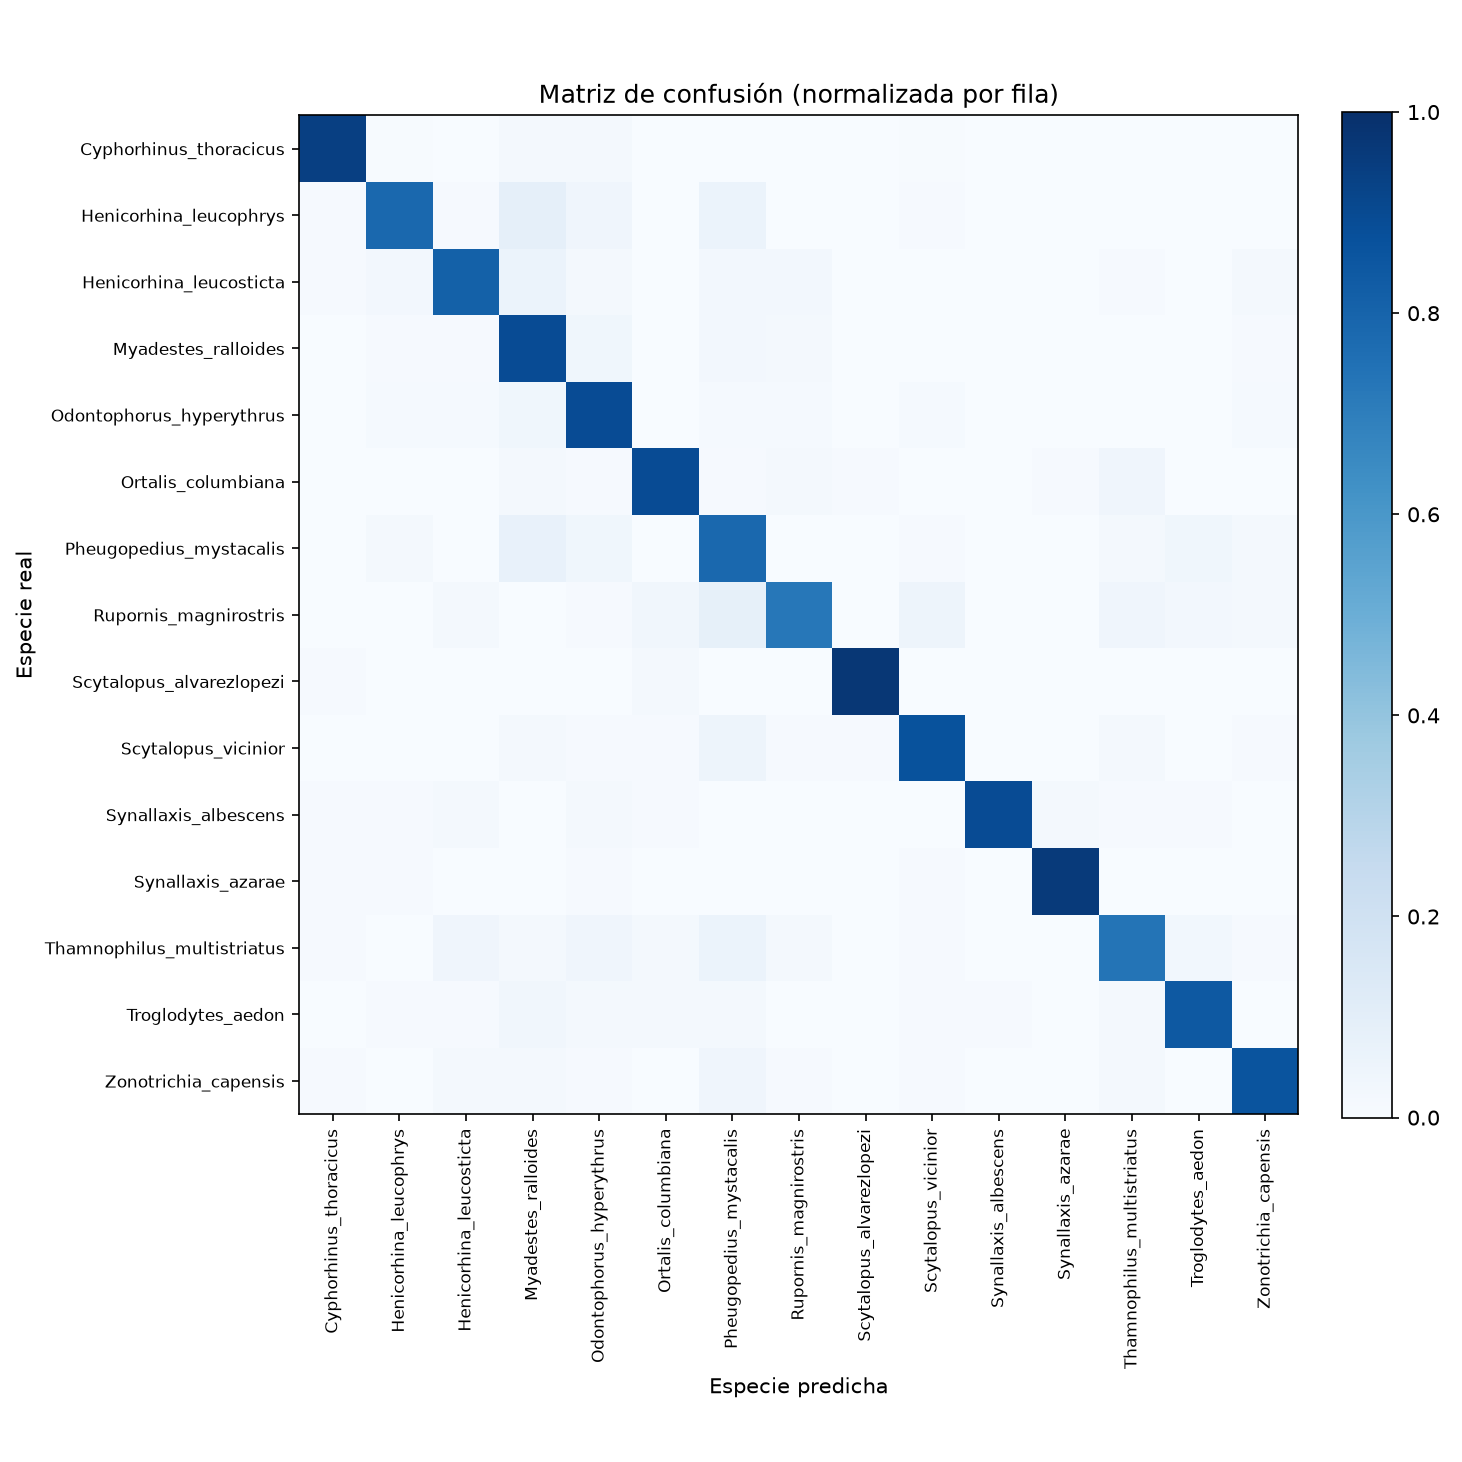 Matriz de confusión (normalizada por fila)
Especie real
Cyphorhinus_thoracicus
Henicorhina_leucophrys
Henicorhina_leucosticta
Myadestes_ralloides
Odontophorus_hyperythrus
Ortalis_columbiana
Pheugopedius_mystacalis
Rupornis_magnirostris
Scytalopus_alvarezlopezi
Scytalopus_vicinior
Synallaxis_albescens
Synallaxis_azarae
Thamnophilus_multistriatus
Troglodytes_aedon
Zonotrichia_capensis
Cyphorhinus_thoracicus
Henicorhina_leucophrys
Henicorhina_leucosticta
Myadestes_ralloides
Odontophorus_hyperythrus
Ortalis_columbiana
Pheugopedius_mystacalis
Rupornis_magnirostris
Scytalopus_alvarezlopezi
Scytalopus_vicinior
Synallaxis_albescens
Synallaxis_azarae
Thamnophilus_multistriatus
Troglodytes_aedon
Zonotrichia_capensis
Especie predicha
1.0
0.8
0.6
0.4
0.2
0.0